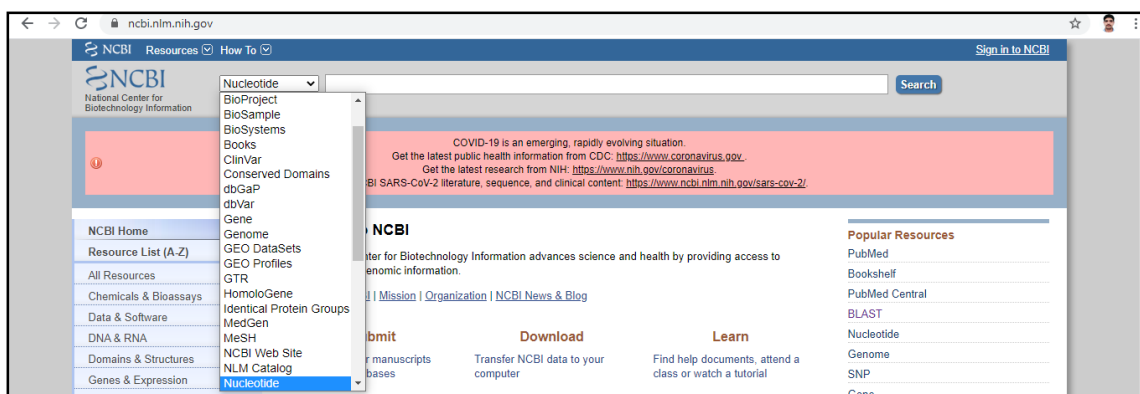 ncbi.nlm.nih.gov
NCBI Resources How To Sign in to NCBI
NCBI
National Center for
Biotechnology Information
Nucleotide
Search
BioProject
BioSample
BioSystems
Books
ClinVar
Conserved Domains
dbGaP
dbVar
Gene
Genome
GEO DataSets
GEO Profiles
GTR
HomoloGene
Identical Protein Groups
MedGen
MeSH
NCBI Web Site
NLM Catalog
Nucleotide
COVID-19 is an emerging, rapidly evolving situation.
Get the latest public health information from CDC: https://www.coronavirus.gov .
Get the latest research from NIH: https://www.nih.gov/coronavirus.
BI SARS-CoV-2 literature, sequence, and clinical content: https://www.ncbi.nlm.nih.gov/sars-cov-2/.
NCBI Home
Resource List (A-Z)
All Resources
Chemicals & Bioassays
Data & Software
DNA & RNA
Domains & Structures
Genes & Expression
NCBI
nter for Biotechnology Information advances science and health by providing access to
enomic information.
| Mission | Organization | NCBI News & Blog
bmit
r manuscripts
bases
Download
Transfer NCBI data to your
computer
Learn
Find help documents, attend a
class or watch a tutorial
Popular Resources
PubMed
Bookshelf
PubMed Central
BLAST
Nucleotide
Genome
SNP